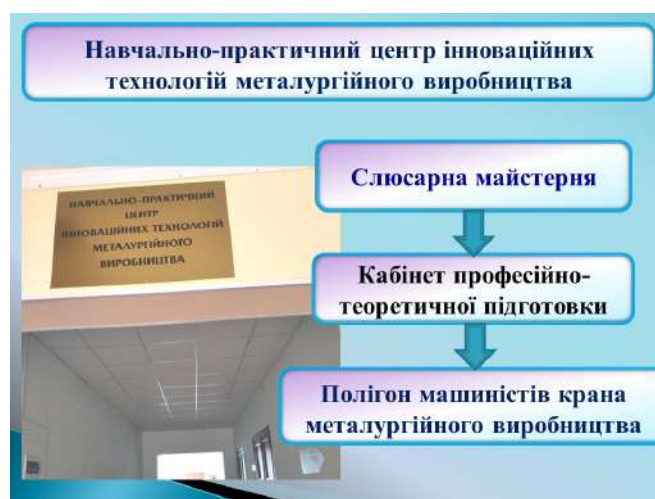 Навчально-практичний центр інноваційних
технологій металургійного виробництва
НАВЧАЛЬНО-ПРАКТИЧНИЙ
ЦЕНТР
ІННОВАЦІЙНИХ ТЕХНОЛОГІЙ
МЕТАЛУРГІЙНОГО
ВИРОБНИЦТВА
Слюсарна майстерня
Кабінет професійно-
теоретичної підготовки
Полігон машиністів крана
металургійного виробництва